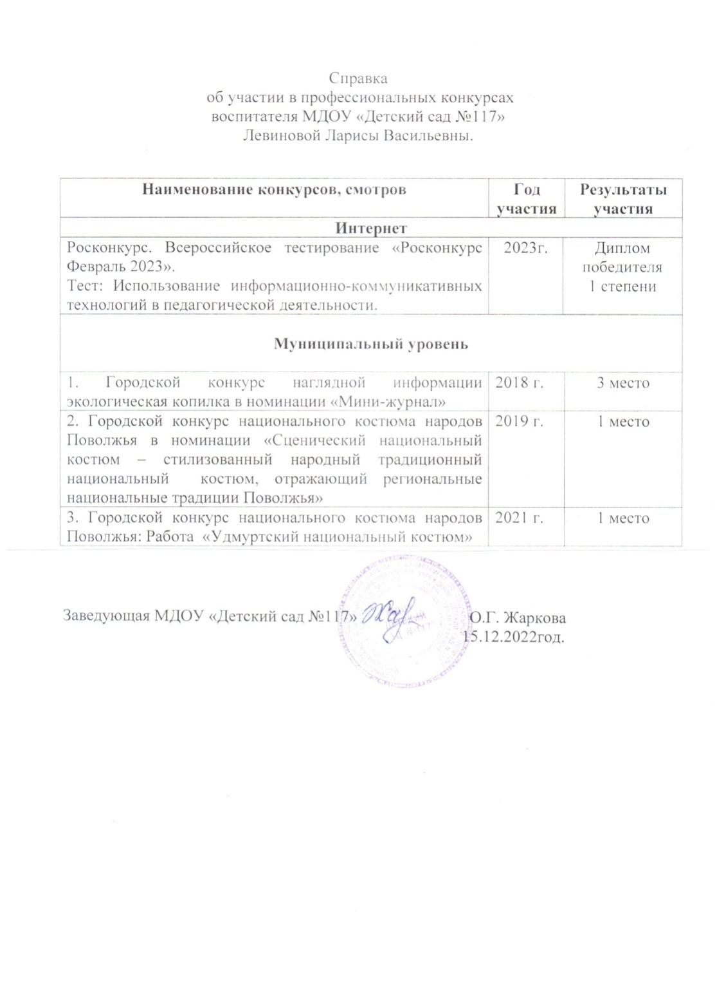 Справка
об участии в профессиональных конкурсах
воспитателя МДОУ «Детский сад №117»
Левиновой Ларисы Васильевны.
Наименование конкурсов, смотров
Год
участия
Результаты
участия
Интернет
Росконкурс. Всероссийское тестирование «Росконкурс
Февраль 2023».
Тест: Использование информационно-коммуникативных
технологий в педагогической деятельности.
2023г.
Диплом
победителя
1 степени
Муниципальный уровень
1. Городской конкурс наглядной информации
экологическая копилка в номинации «Мини-журнал»
2018 г.
3 место
2. Городской конкурс национального костюма народов
Поволжья в номинации «Сценический национальный
костюм – стилизованный народный традиционный
национальный костюм, отражающий региональные
национальные традиции Поволжья»
2019 г.
1 место
3. Городской конкурс национального костюма народов
Поволжья: Работа «Удмуртский национальный костюм»
2021 г.
1 место
Заведующая МДОУ «Детский сад №117»
О.Г. Жаркова
15.12.2022год.